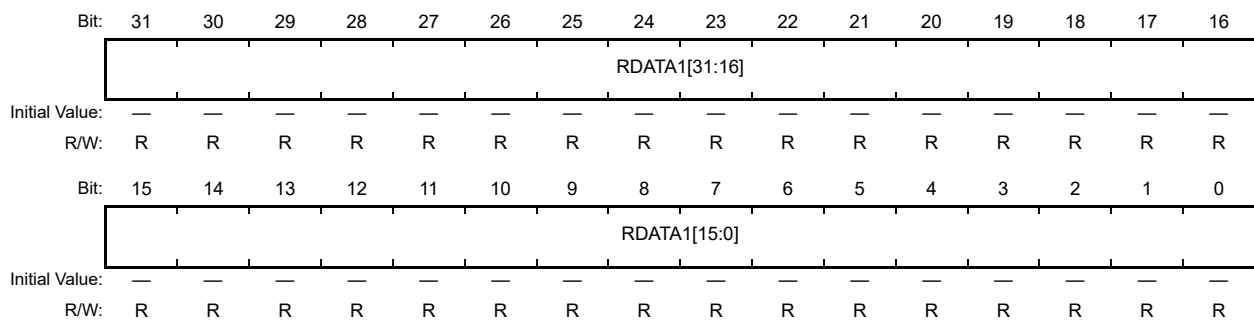 Bit: 31 30 29 28 27 26 25 24 23 22 21 20 19 18 17 16
RDATA1[31:16]
Initial Value: — — — — — — — — — — — — — — — —
R/W: R R R R R R R R R R R R R R R R
Bit: 15 14 13 12 11 10 9 8 7 6 5 4 3 2 1 0
RDATA1[15:0]
Initial Value: — — — — — — — — — — — — — — — —
R/W: R R R R R R R R R R R R R R R R